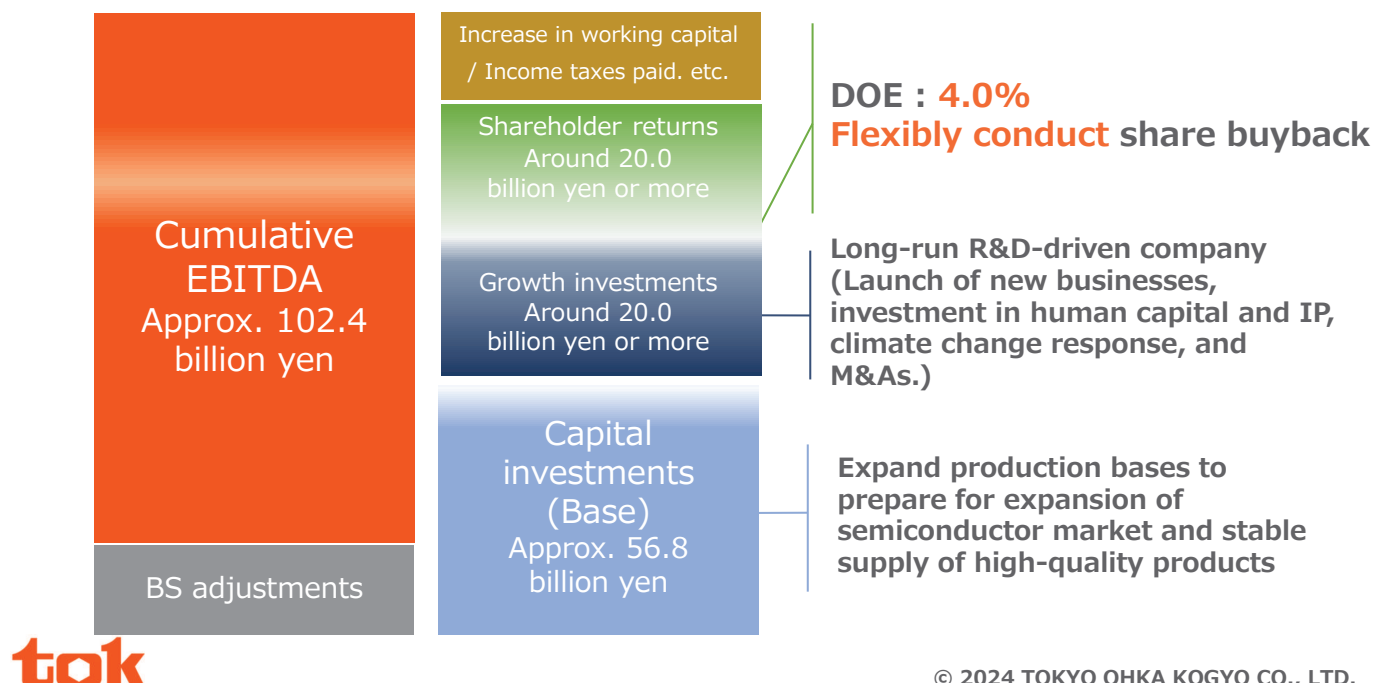 Cumulative
EBITDA
Approx. 102.4
billion yen
BS adjustments
Increase in working capital
/ Income taxes paid. etc.
Shareholder returns
Around 20.0
billion yen or more
Growth investments
Around 20.0
billion yen or more
Capital
investments
(Base)
Approx. 56.8
billion yen
DOE : 4.0%
Flexibly conduct share buyback
Long-run R&D-driven company
(Launch of new businesses,
investment in human capital and IP,
climate change response, and
M&As.)
Expand production bases to
prepare for expansion of
semiconductor market and stable
supply of high-quality products
tok
© 2024 TOKYO OHKA KOGYO CO., LTD.